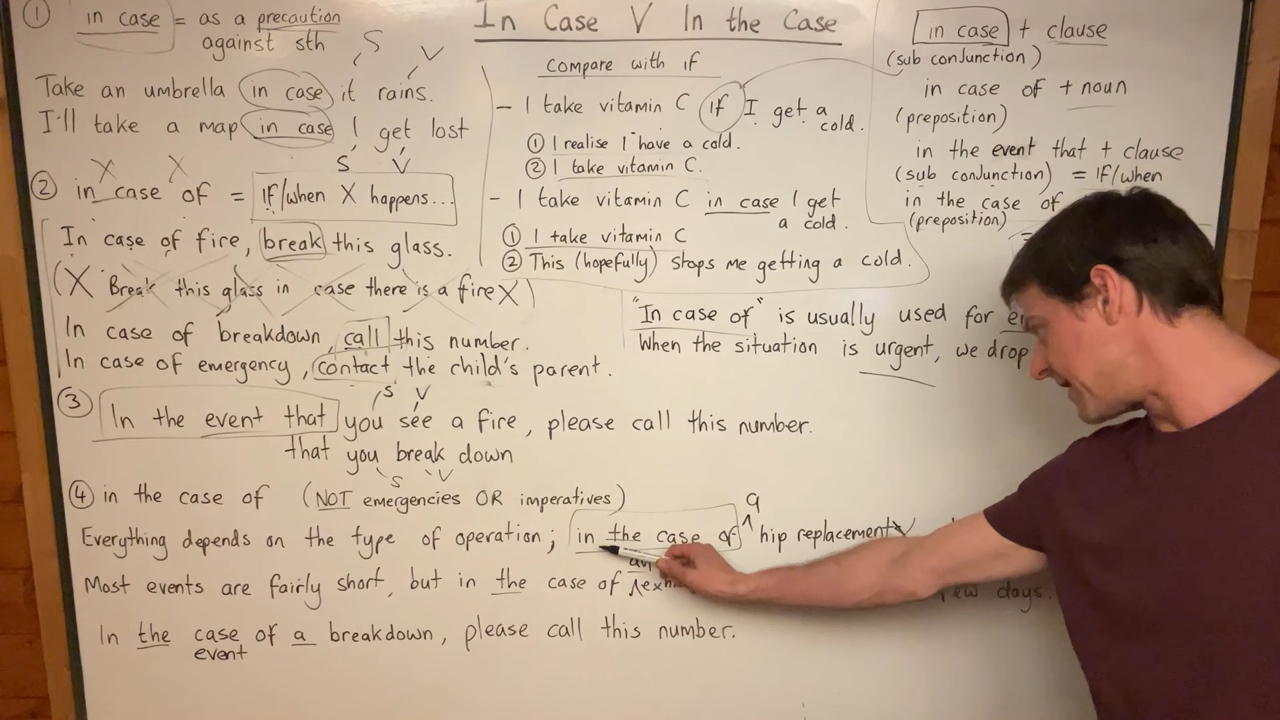 In Case V In the Case
① in case = as a precaution
against sth
S V
Take an umbrella in case it rains.
I'll take a map in case I get lost
S V
X X
② in case of = If/when X happens...
In case of fire, break this glass.
(X Break this glass in case there is a fire X)
In case of breakdown, call this number.
In case of emergency, contact the child's parent.
S V
③ In the event that you see a fire, please call this number.
that you break down
S V
④ in the case of (NOT emergencies OR imperatives)
a
Everything depends on the type of operation; in the case of ^ hip replacement
an
Most events are fairly short, but in the case of ^ few days.
In the case of a breakdown, please call this number.
event
Compare with if
- I take vitamin C if I get a
cold.
① I realise I have a cold.
② I take vitamin C.
- I take vitamin C in case I get
a cold.
① I take vitamin C
② This (hopefully) stops me getting a cold.
in case + clause
(sub conjunction)
in case of + noun
(preposition)
in the event that + clause
(sub conjunction) = If/when
in the case of
(preposition)
=
"In case of" is usually used for
When the situation is urgent, we drop